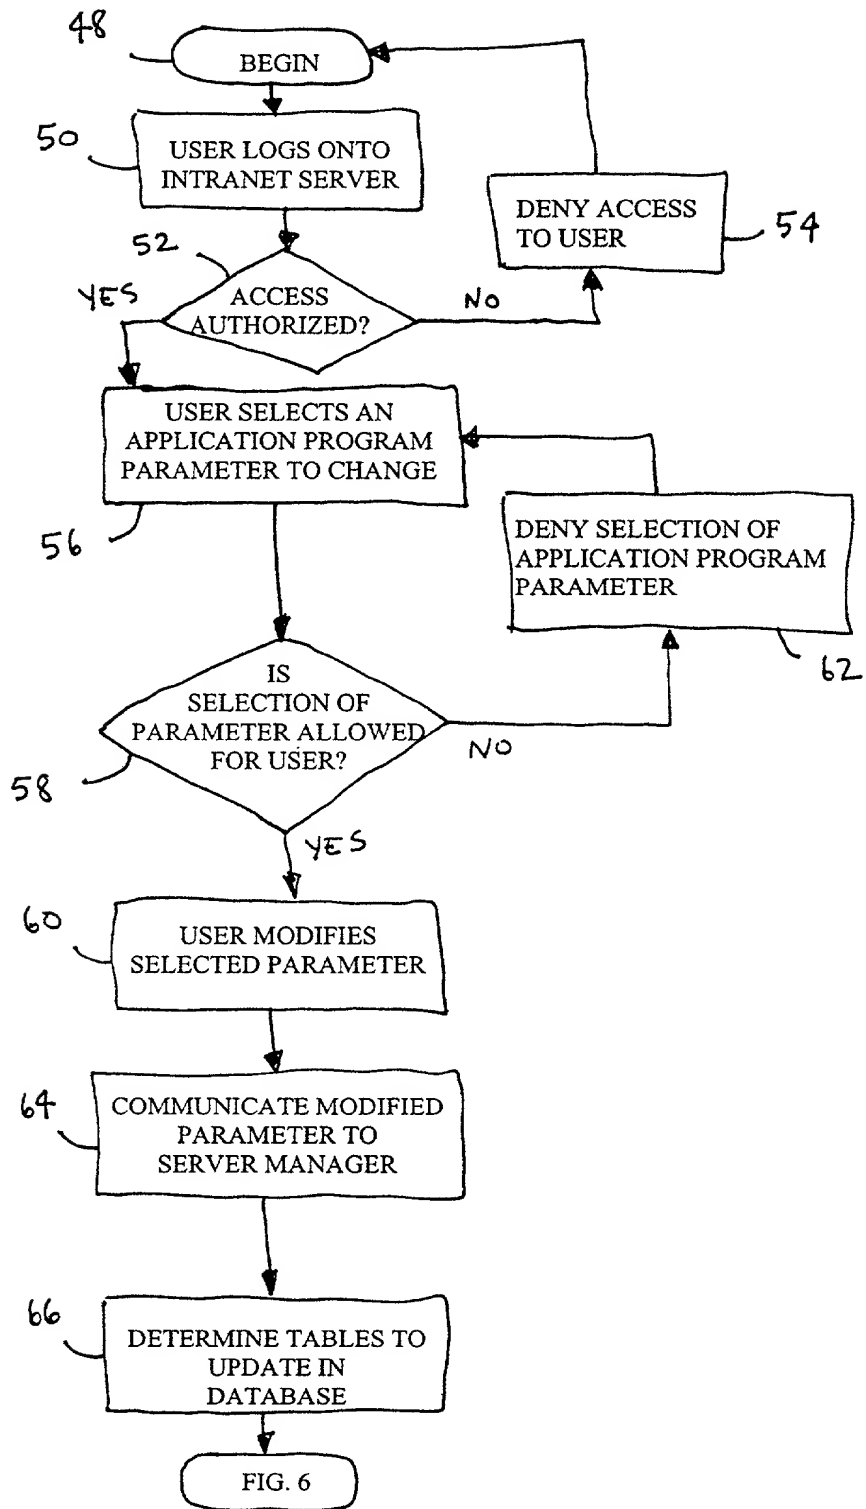 48
BEGIN
50
USER LOGS ONTO
INTRANET SERVER
DENY ACCESS
TO USER
54
52
YES
ACCESS
AUTHORIZED?
NO
USER SELECTS AN
APPLICATION PROGRAM
PARAMETER TO CHANGE
56
DENY SELECTION OF
APPLICATION PROGRAM
PARAMETER
62
IS
SELECTION OF
PARAMETER ALLOWED
FOR USER?
NO
58
YES
60
USER MODIFIES
SELECTED PARAMETER
64
COMMUNICATE MODIFIED
PARAMETER TO
SERVER MANAGER
66
DETERMINE TABLES TO
UPDATE IN
DATABASE
FIG. 6